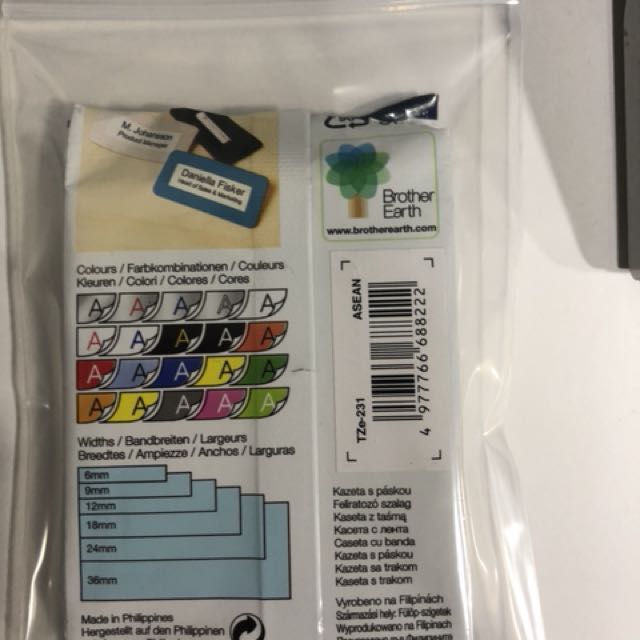 M. Johansson
Product Manager
Daniella Fisker
Head of Sales & Marketing
Brother
Earth
www.brotherearth.com
Colours / Farbkombinationen / Couleurs
Kleuren / Colori / Colores / Cores
A A A A A
A A A A A
A A A A A
A A A A A
Widths / Bandbreiten / Largeurs
Breedtes / Ampiezze / Anchos / Larguras
6mm
9mm
12mm
18mm
24mm
36mm
Made in Philippines
Hergestellt auf den Philippinen
ASEAN
TZe-231
4 977766 688222
Kazeta s páskou
Feliratozó szalag
Kaseta z taśmą
Касета с лента
Caseta cu banda
Kazeta s páskou
Kaseta sa trakom
Kaseta s trakom
Vyrobeno na Filipínách
Származási hely: Fülöp-szigetek
Wyprodukowano na Filipinach